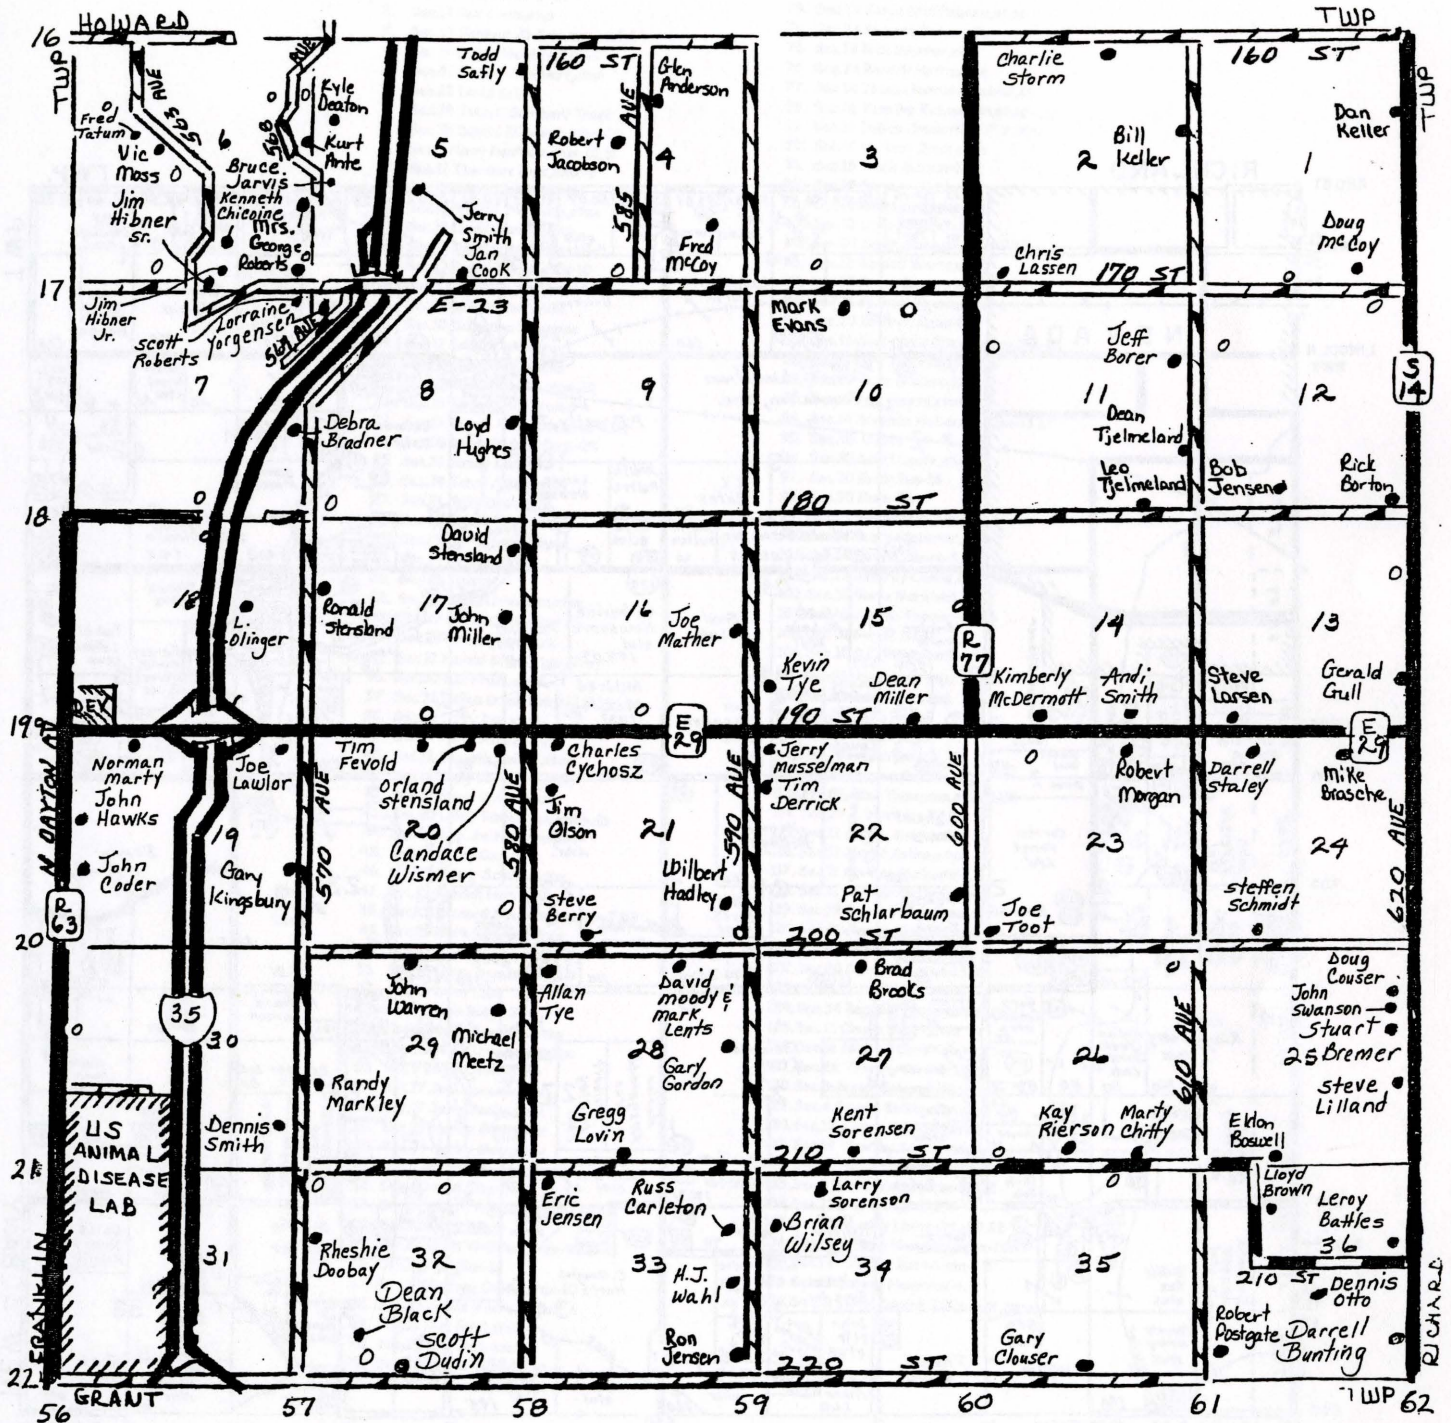 HOWARD
TWP
16
TWP
563 AVE
568
AVE
Todd
Safly
160 ST
Glen
Anderson
AVE
585
Charlie
Storm
160 ST
TWP
Kyle
Deaton
Fred
Tatum
Vic
Moss
6
Kurt
Ante
5
Robert
Jacobson
4
3
Bill
Keller
2
Dan
Keller
1
Bruce
Jarvis
Kenneth
Chicoine
Mrs.
George
Roberts
Jim
Hibner
Sr.
Jerry
Smith
Jan
Cook
Fred
McCoy
Chris
Lassen
170 ST
Doug
McCoy
17
E-23
Jim
Hibner
Jr.
Scott
Roberts
Lorraine
Yorgensen
569 AVE
Mark
Evans
Jeff
Borer
S
14
7
8
9
10
11
12
Debra
Bradner
Loyd
Hughes
Dean
Tjelmeland
Leo
Tjelmeland
Bob
Jensen
Rick
Borton
18
180 ST
David
Stensland
18
L.
Olinger
Ronald
Stensland
17
John
Miller
16
Joe
Mather
15
R
77
14
13
Kevin
Tye
Dean
Miller
Kimberly
McDermott
Andi
Smith
Steve
Larsen
Gerald
Gull
DEY
19
190 ST
E
29
E
29
N DAYTON AV
Norman
Marty
John
Hawks
Joe
Lawlor
Tim
Fevold
Orland
Stensland
Charles
Cychosz
Jerry
Musselman
Tim
Derrick
Robert
Morgan
Darrell
Staley
Mike
Brasche
570 AVE
580 AVE
590 AVE
600 AVE
620 AVE
Jim
Olson
19
20
21
22
23
24
Candace
Wismer
John
Coder
Gary
Kingsbury
Wilbert
Hadley
Pat
Schlarbaum
Joe
Toot
Steffen
Schmidt
R
63
Steve
Berry
20
200 ST
John
Warren
Allan
Tye
David
Moody &
Mark
Lents
Brad
Brooks
Doug
Couser
John
Swanson
Stuart
Bremer
610 AVE
35
30
29
Michael
Meetz
28
Gary
Gordon
27
26
25
Steve
Lilland
Randy
Markley
US
ANIMAL
DISEASE
LAB
Dennis
Smith
Gregg
Lovin
Kent
Sorensen
Kay
Rierson
Marty
Chitty
Eldon
Boswell
21
210 ST
Eric
Jensen
Russ
Carleton
Larry
Sorenson
Brian
Wilsey
Lloyd
Brown
Leroy
Battles
31
Rheshie
Doobay
32
33
34
35
36
210 ST
Dean
Black
H.J.
Wahl
Dennis
Otto
Scott
Dudin
Ron
Jensen
Gary
Clouser
Robert
Postgate
Darrell
Bunting
FRANKLIN
RICHARD
22
220 ST
GRANT
TWP
56
57
58
59
60
61
62